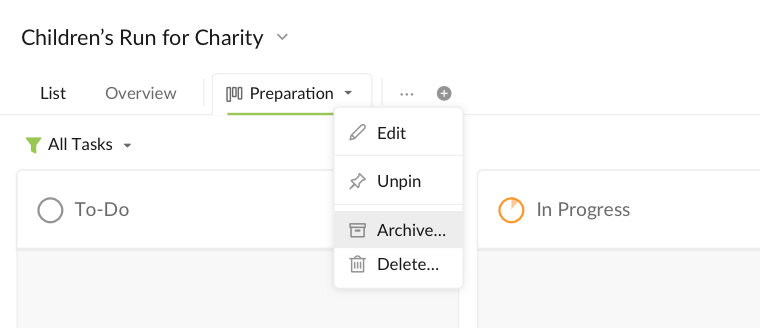 Children’s Run for Charity
List Overview Preparation ...
Edit
All Tasks
Unpin
To-Do
In Progress
Archive...
Delete...